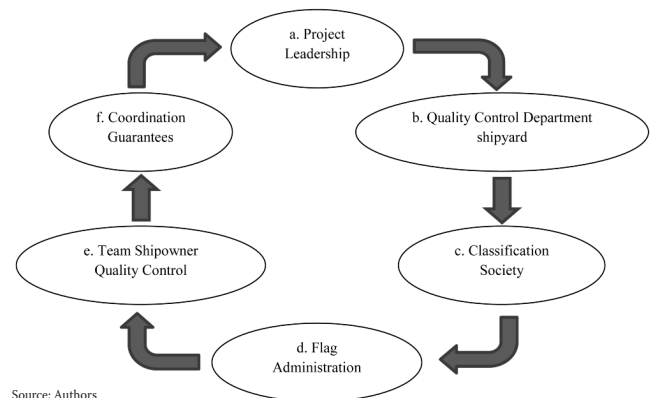 a. Project
Leadership
b. Quality Control Department
shipyard
c. Classification
Society
d. Flag
Administration
e. Team Shipowner
Quality Control
f. Coordination
Guarantees
Source: Authors